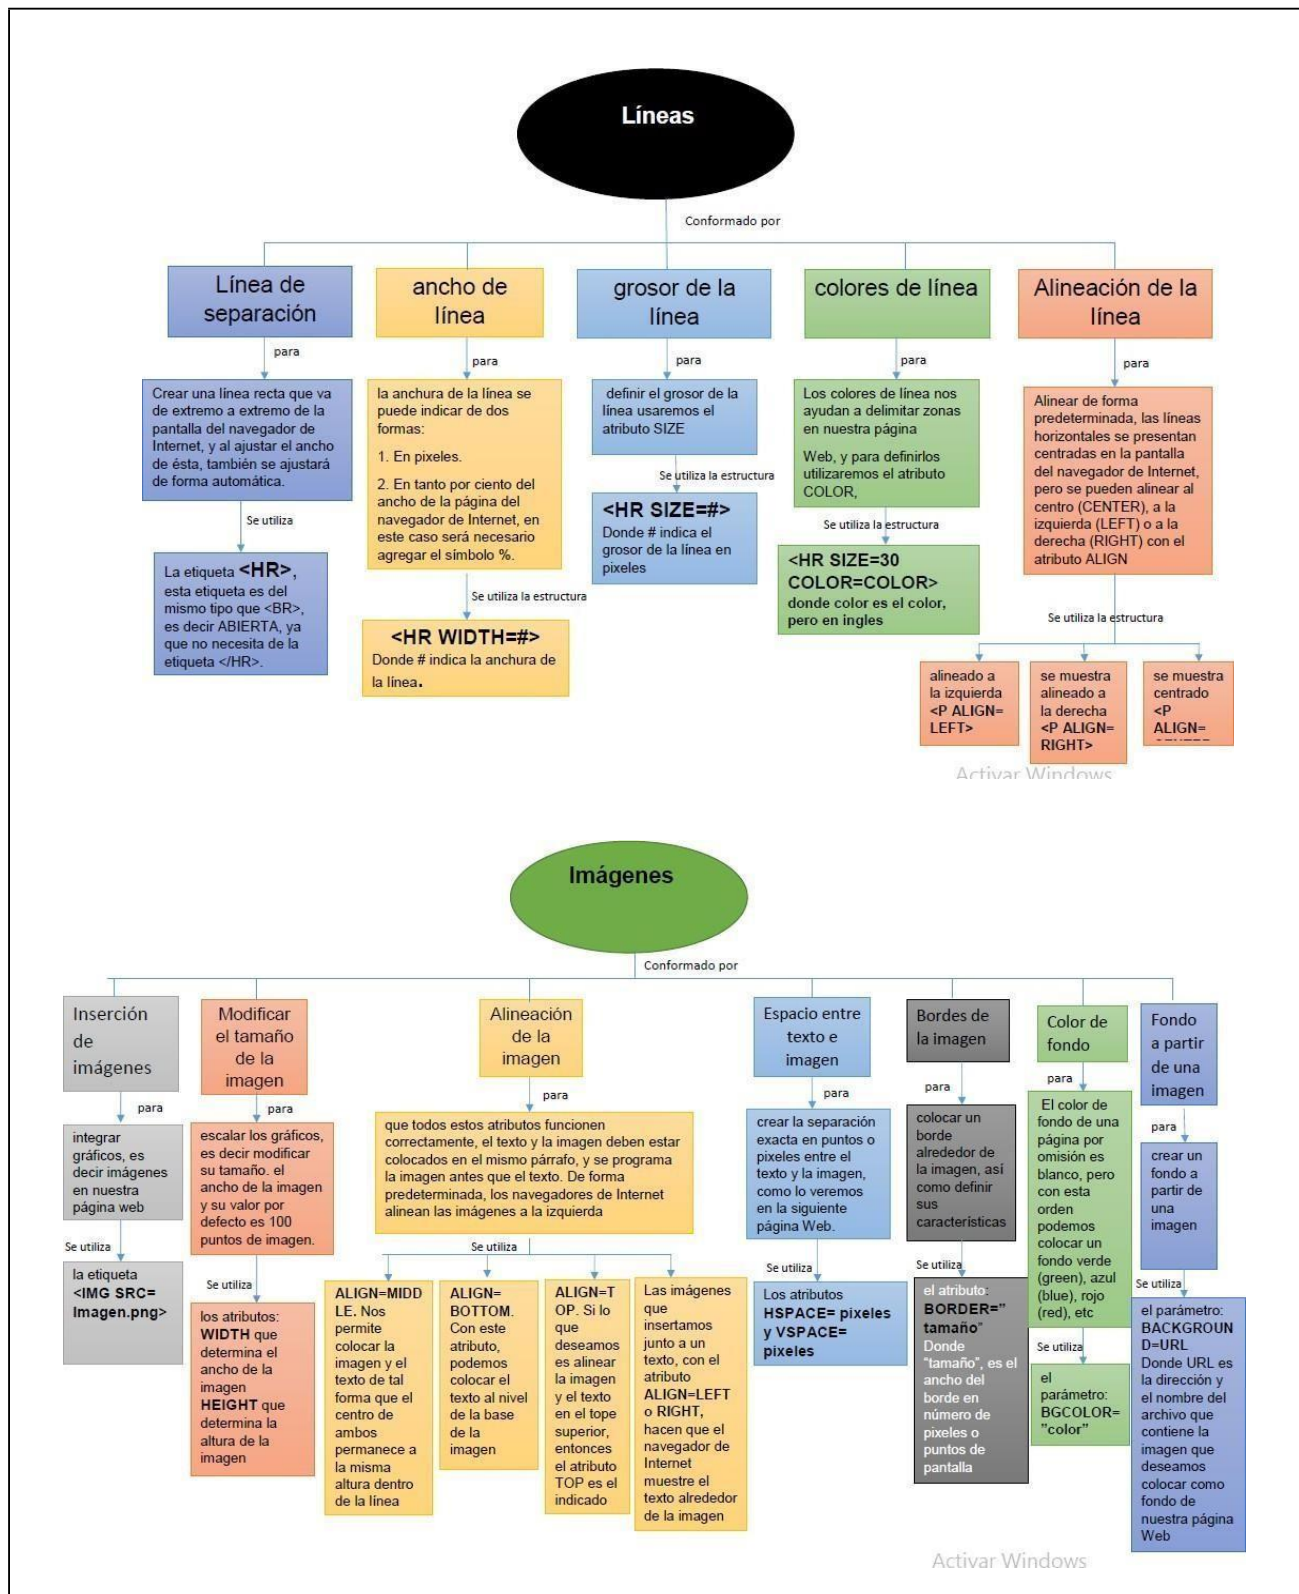 Líneas
Conformado por
Línea de
separación
para
Crear una línea recta que va
de extremo a extremo de la
pantalla del navegador de
Internet, y al ajustar el ancho
de ésta, también se ajustará
de forma automática.
Se utiliza
La etiqueta <HR>,
esta etiqueta es del
mismo tipo que <BR>,
es decir ABIERTA, ya
que no necesita de la
etiqueta </HR>.
ancho de
línea
para
la anchura de la línea se
puede indicar de dos
formas:
1. En pixeles.
2. En tanto por ciento del
ancho de la página del
navegador de Internet, en
este caso será necesario
agregar el símbolo %.
Se utiliza la estructura
<HR WIDTH=#>
Donde # indica la anchura de
la línea.
grosor de la
línea
para
definir el grosor de la
línea usaremos el
atributo SIZE
Se utiliza la estructura
<HR SIZE=#>
Donde # indica el
grosor de la línea en
pixeles
colores de línea
para
Los colores de línea nos
ayudan a delimitar zonas
en nuestra página
Web, y para definirlos
utilizaremos el atributo
COLOR,
Se utiliza la estructura
<HR SIZE=30
COLOR=COLOR>
donde color es el color,
pero en ingles
Alineación de la
línea
para
Alinear de forma
predeterminada, las líneas
horizontales se presentan
centradas en la pantalla
del navegador de Internet,
pero se pueden alinear al
centro (CENTER), a la
izquierda (LEFT) o a la
derecha (RIGHT) con el
atributo ALIGN
Se utiliza la estructura
alineado a
la izquierda
<P ALIGN=
LEFT>
se muestra
alineado a
la derecha
<P ALIGN=
RIGHT>
se muestra
centrado
<P
ALIGN=
Activar Windows
Imágenes
Conformado por
Inserción
de
imágenes
para
integrar
gráficos, es
decir imágenes
en nuestra
página web
Se utiliza
la etiqueta
<IMG SRC=
Imagen.png>
Modificar
el tamaño
de la
imagen
para
escalar los gráficos,
es decir modificar
su tamaño. el
ancho de la imagen
y su valor por
defecto es 100
puntos de imagen.
Se utiliza
los atributos:
WIDTH que
determina el
ancho de la
imagen
HEIGHT que
determina la
altura de la
imagen
Alineación
de la
imagen
para
que todos estos atributos funcionen
correctamente, el texto y la imagen deben estar
colocados en el mismo párrafo, y se programa
la imagen antes que el texto. De forma
predeterminada, los navegadores de Internet
alinean las imágenes a la izquierda
Se utiliza
ALIGN=MIDD
LE. Nos
permite
colocar la
imagen y el
texto de tal
forma que el
centro de
ambos
permanece a
la misma
altura dentro
de la línea
ALIGN=
BOTTOM.
Con este
atributo,
podemos
colocar el
texto al nivel
de la base
de la imagen
ALIGN=T
OP. Si lo
que
deseamos
es alinear
la imagen
y el texto
en el tope
superior,
entonces
el atributo
TOP es el
indicado
Las imágenes
que
insertamos
junto a un
texto, con el
atributo
ALIGN=LEFT
o RIGHT,
hacen que el
navegador de
Internet
muestre el
texto alrededor
de la imagen
Espacio entre
texto e
imagen
para
crear la separación
exacta en puntos o
pixeles entre el
texto y la imagen,
como lo veremos
en la siguiente
página Web.
Se utiliza
Los atributos
HSPACE= pixeles
y VSPACE=
pixeles
Bordes de
la imagen
para
colocar un
borde
alrededor de
la imagen, así
como definir
sus
características
Se utiliza
el atributo:
BORDER="
tamaño"
Donde
"tamaño", es el
ancho del
borde en
número de
pixeles o
puntos de
pantalla
Color de
fondo
para
El color de
fondo de una
página por
omisión es
blanco, pero
con esta
orden
podemos
colocar un
fondo verde
(green), azul
(blue), rojo
(red), etc
Se utiliza
el
parámetro:
BGCOLOR=
"color"
Fondo
a partir
de una
imagen
para
crear un
fondo a
partir de
una
imagen
Se utiliza
el parámetro:
BACKGROUN
D=URL
Donde URL es
la dirección y
el nombre del
archivo que
contiene la
imagen que
deseamos
colocar como
fondo de
nuestra página
Web
Activar Windows